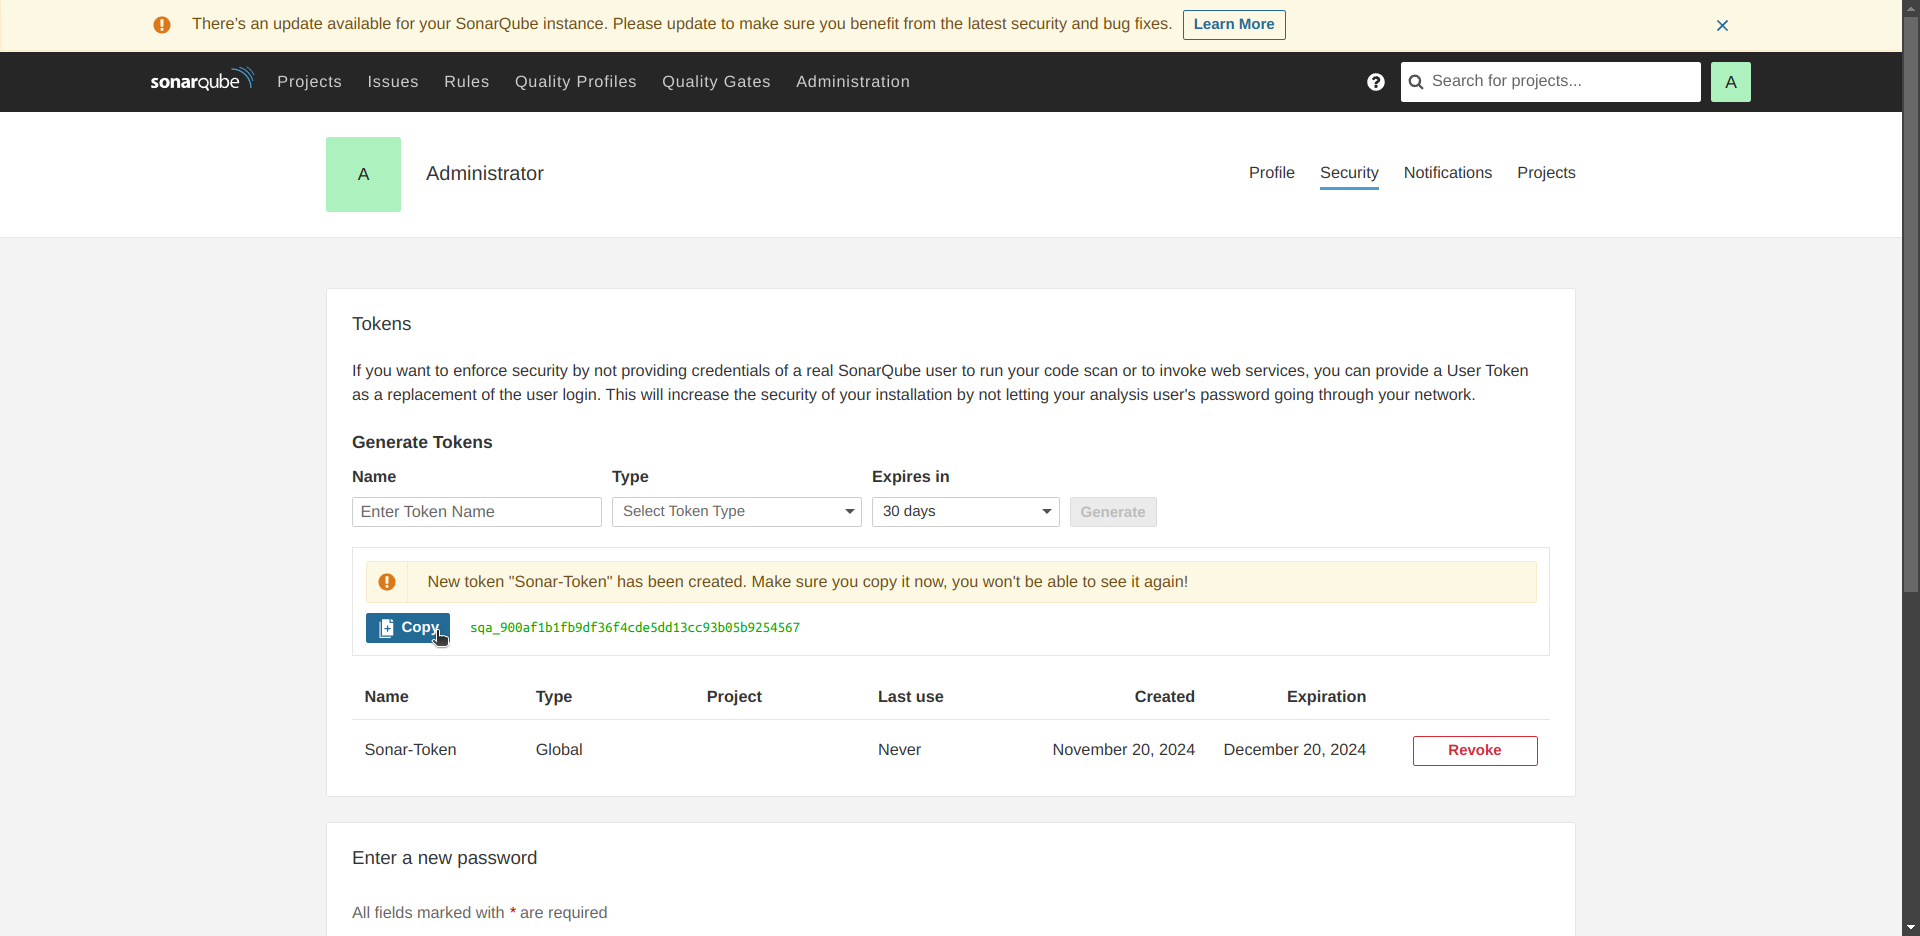 There's an update available for your SonarQube instance. Please update to make sure you benefit from the latest security and bug fixes. Learn More
sonarqube Projects Issues Rules Quality Profiles Quality Gates Administration Search for projects... A
A Administrator Profile Security Notifications Projects
Tokens
If you want to enforce security by not providing credentials of a real SonarQube user to run your code scan or to invoke web services, you can provide a User Token
as a replacement of the user login. This will increase the security of your installation by not letting your analysis user's password going through your network.
Generate Tokens
Name Type Expires in
Enter Token Name Select Token Type 30 days Generate
New token "Sonar-Token" has been created. Make sure you copy it now, you won't be able to see it again!
Copy sqa_900af1b1fb9df36f4cde5dd13cc93b05b9254567
Name Type Project Last use Created Expiration
Sonar-Token Global Never November 20, 2024 December 20, 2024 Revoke
Enter a new password
All fields marked with * are required